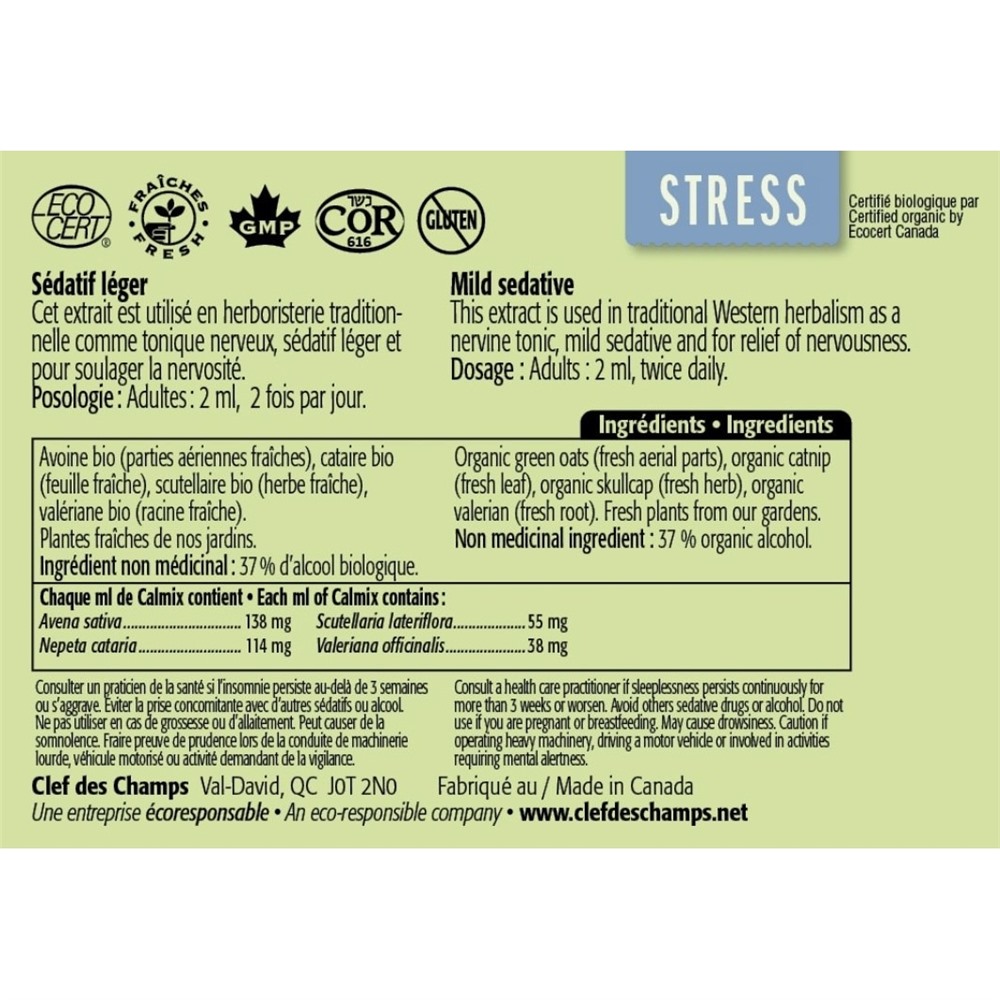 ECO
CERT
®
FRAÎCHES
FRESH
GMP
כשר
COR
616
GLUTEN
STRESS
Certifié biologique par
Certified organic by
Ecocert Canada
Sédatif léger
Cet extrait est utilisé en herboristerie tradition-
nelle comme tonique nerveux, sédatif léger et
pour soulager la nervosité.
Posologie : Adultes : 2 ml, 2 fois par jour.
Mild sedative
This extract is used in traditional Western herbalism as a
nervine tonic, mild sedative and for relief of nervousness.
Dosage : Adults : 2 ml, twice daily.
Ingrédients • Ingredients
Avoine bio (parties aériennes fraîches), cataire bio
(feuille fraîche), scutellaire bio (herbe fraîche),
valériane bio (racine fraîche).
Plantes fraîches de nos jardins.
Ingrédient non médicinal : 37 % d'alcool biologique.
Organic green oats (fresh aerial parts), organic catnip
(fresh leaf), organic skullcap (fresh herb), organic
valerian (fresh root). Fresh plants from our gardens.
Non medicinal ingredient : 37 % organic alcohol.
Chaque ml de Calmix contient • Each ml of Calmix contains :
Avena sativa.............................. 138 mg Scutellaria lateriflora................... 55 mg
Nepeta cataria.......................... 114 mg Valeriana officinalis..................... 38 mg
Consulter un praticien de la santé si l'insomnie persiste au-delà de 3 semaines
ou s'aggrave. Éviter la prise concomitante avec d'autres sédatifs ou alcool.
Ne pas utiliser en cas de grossesse ou d'allaitement. Peut causer de la
somnolence. Fraire preuve de prudence lors de la conduite de machinerie
lourde, véhicule motorisé ou activité demandant de la vigilance.
Consult a health care practitioner if sleeplessness persists continuously for
more than 3 weeks or worsen. Avoid others sedative drugs or alcohol. Do not
use if you are pregnant or breastfeeding. May cause drowsiness. Caution if
operating heavy machinery, driving a motor vehicle or involved in activities
requiring mental alertness.
Clef des Champs Val-David, QC J0T 2N0 Fabriqué au / Made in Canada
Une entreprise écoresponsable • An eco-responsible company • www.clefdeschamps.net